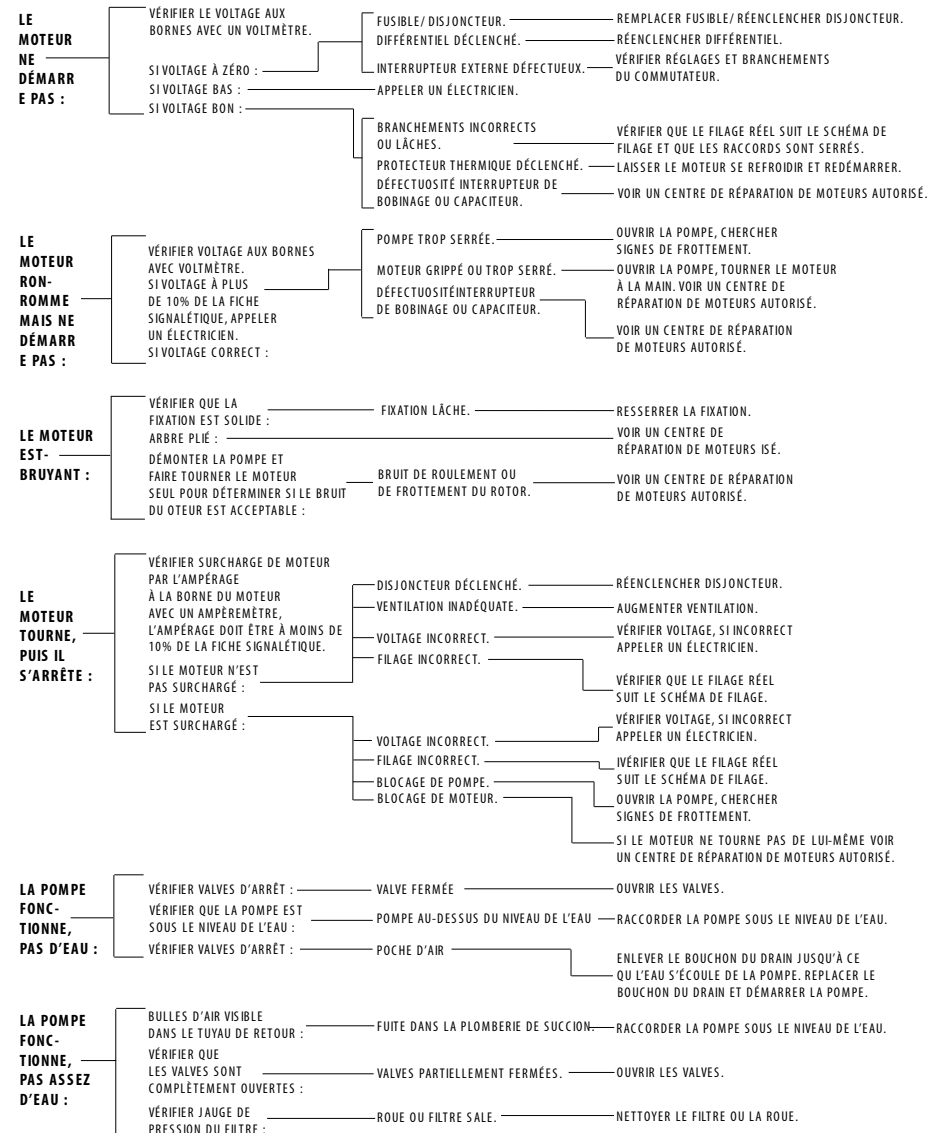 LE
MOTEUR
NE
DÉMARR
E PAS :
VÉRIFIER LE VOLTAGE AUX
BORNES AVEC UN VOLTMÈTRE.
SI VOLTAGE À ZÉRO :
FUSIBLE/ DISJONCTEUR.
REMPLACER FUSIBLE/ RÉENCLENCHER DISJONCTEUR.
DIFFÉRENTIEL DÉCLENCHÉ.
RÉENCLENCHER DIFFÉRENTIEL.
INTERRUPTEUR EXTERNE DÉFECTUEUX.
VÉRIFIER RÉGLAGES ET BRANCHEMENTS
DU COMMUTATEUR.
SI VOLTAGE BAS :
APPELER UN ÉLECTRICIEN.
SI VOLTAGE BON :
BRANCHEMENTS INCORRECTS
OU LÂCHES.
VÉRIFIER QUE LE FILAGE RÉEL SUIT LE SCHÉMA DE
FILAGE ET QUE LES RACCORDS SONT SERRÉS.
PROTECTEUR THERMIQUE DÉCLENCHÉ.
LAISSER LE MOTEUR SE REFROIDIR ET REDÉMARRER.
DÉFECTUOSITÉ INTERRUPTEUR DE
BOBINAGE OU CAPACITEUR.
VOIR UN CENTRE DE RÉPARATION DE MOTEURS AUTORISÉ.
LE
MOTEUR
RON-
ROMME
MAIS NE
DÉMARR
E PAS :
VÉRIFIER VOLTAGE AUX BORNES
AVEC VOLTMÈTRE.
SI VOLTAGE À PLUS
DE 10% DE LA FICHE
SIGNALÉTIQUE, APPELER
UN ÉLECTRICIEN.
SI VOLTAGE CORRECT :
POMPE TROP SERRÉE.
OUVRIR LA POMPE, CHERCHER
SIGNES DE FROTTEMENT.
MOTEUR GRIPPÉ OU TROP SERRÉ.
OUVRIR LA POMPE, TOURNER LE MOTEUR
À LA MAIN. VOIR UN CENTRE DE
RÉPARATION DE MOTEURS AUTORISÉ.
DÉFECTUOSITÉINTERRUPTEUR
DE BOBINAGE OU CAPACITEUR.
VOIR UN CENTRE DE RÉPARATION
DE MOTEURS AUTORISÉ.
LE MOTEUR
EST-
BRUYANT :
VÉRIFIER QUE LA
FIXATION EST SOLIDE :
FIXATION LÂCHE.
RESSERRER LA FIXATION.
ARBRE PLIÉ :
VOIR UN CENTRE DE
RÉPARATION DE MOTEURS ISÉ.
DÉMONTER LA POMPE ET
FAIRE TOURNER LE MOTEUR
SEUL POUR DÉTERMINER SI LE BRUIT
DU OTEUR EST ACCEPTABLE :
BRUIT DE ROULEMENT OU
DE FROTTEMENT DU ROTOR.
VOIR UN CENTRE DE RÉPARATION
DE MOTEURS AUTORISÉ.
LE
MOTEUR
TOURNE,
PUIS IL
S'ARRÊTE :
VÉRIFIER SURCHARGE DE MOTEUR
PAR L'AMPÉRAGE
À LA BORNE DU MOTEUR
AVEC UN AMPÈREMÈTRE,
L'AMPÉRAGE DOIT ÊTRE À MOINS DE
10% DE LA FICHE SIGNALÉTIQUE.
SI LE MOTEUR N'EST
PAS SURCHARGÉ :
DISJONCTEUR DÉCLENCHÉ.
RÉENCLENCHER DISJONCTEUR.
VENTILATION INADÉQUATE.
AUGMENTER VENTILATION.
VOLTAGE INCORRECT.
VÉRIFIER VOLTAGE, SI INCORRECT
APPELER UN ÉLECTRICIEN.
FILAGE INCORRECT.
VÉRIFIER QUE LE FILAGE RÉEL
SUIT LE SCHÉMA DE FILAGE.
SI LE MOTEUR
EST SURCHARGÉ :
VOLTAGE INCORRECT.
VÉRIFIER VOLTAGE, SI INCORRECT
APPELER UN ÉLECTRICIEN.
FILAGE INCORRECT.
IVÉRIFIER QUE LE FILAGE RÉEL
SUIT LE SCHÉMA DE FILAGE.
BLOCAGE DE POMPE.
OUVRIR LA POMPE, CHERCHER
SIGNES DE FROTTEMENT.
BLOCAGE DE MOTEUR.
SI LE MOTEUR NE TOURNE PAS DE LUI-MÊME VOIR
UN CENTRE DE RÉPARATION DE MOTEURS AUTORISÉ.
LA POMPE
FONC-
TIONNE,
PAS D'EAU :
VÉRIFIER VALVES D'ARRÊT :
VALVE FERMÉE
OUVRIR LES VALVES.
VÉRIFIER QUE LA POMPE EST
SOUS LE NIVEAU DE L'EAU :
POMPE AU-DESSUS DU NIVEAU DE L'EAU
RACCORDER LA POMPE SOUS LE NIVEAU DE L'EAU.
VÉRIFIER VALVES D'ARRÊT :
POCHE D'AIR
ENLEVER LE BOUCHON DU DRAIN JUSQU'À CE
QU L'EAU S'ÉCOULE DE LA POMPE. REPLACER LE
BOUCHON DU DRAIN ET DÉMARRER LA POMPE.
LA POMPE
FONC-
TIONNE,
PAS ASSEZ
D'EAU :
BULLES D'AIR VISIBLE
DANS LE TUYAU DE RETOUR :
FUITE DANS LA PLOMBERIE DE SUCCION.
RACCORDER LA POMPE SOUS LE NIVEAU DE L'EAU.
VÉRIFIER QUE
LES VALVES SONT
COMPLÈTEMENT OUVERTES :
VALVES PARTIELLEMENT FERMÉES.
OUVRIR LES VALVES.
VÉRIFIER JAUGE DE
PRESSION DU FILTRE :
ROUE OU FILTRE SALE.
NETTOYER LE FILTRE OU LA ROUE.